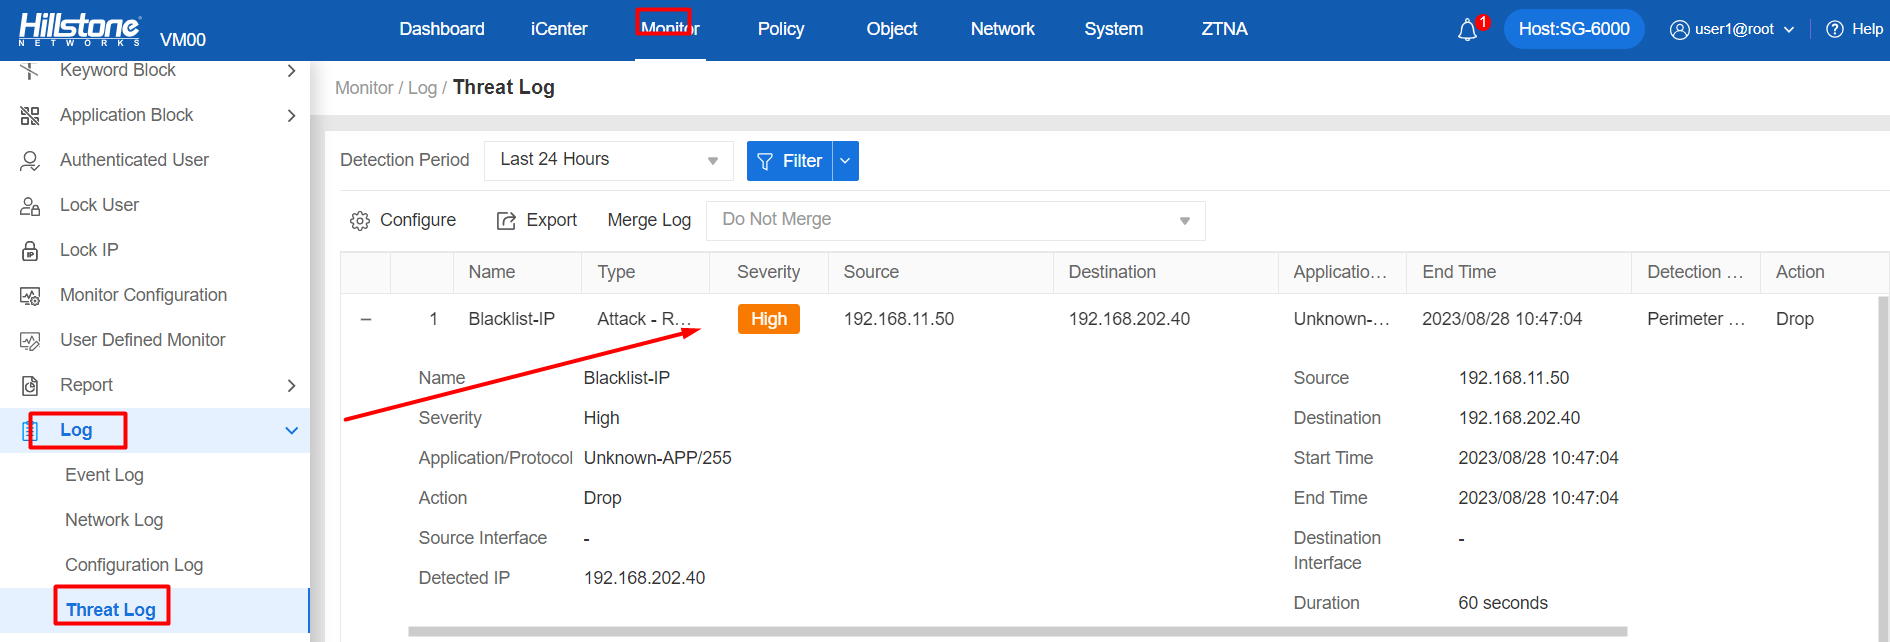 Hillstone
NETWORKS
VM00
Dashboard
iCenter
Monitor
Policy
Object
Network
System
ZTNA
1
Host:SG-6000
user1@root
Help
Keyword Block
Application Block
Authenticated User
Lock User
Lock IP
Monitor Configuration
User Defined Monitor
Report
Log
Event Log
Network Log
Configuration Log
Threat Log
Monitor / Log / Threat Log
Detection Period
Last 24 Hours
Filter
Configure
Export
Merge Log
Do Not Merge
Name
Type
Severity
Source
Destination
Applicatio...
End Time
Detection ...
Action
1
Blacklist-IP
Attack - R...
High
192.168.11.50
192.168.202.40
Unknown-...
2023/08/28 10:47:04
Perimeter ...
Drop
Name
Blacklist-IP
Severity
High
Application/Protocol
Unknown-APP/255
Action
Drop
Source Interface
-
Detected IP
192.168.202.40
Source
192.168.11.50
Destination
192.168.202.40
Start Time
2023/08/28 10:47:04
End Time
2023/08/28 10:47:04
Destination
Interface
-
Duration
60 seconds